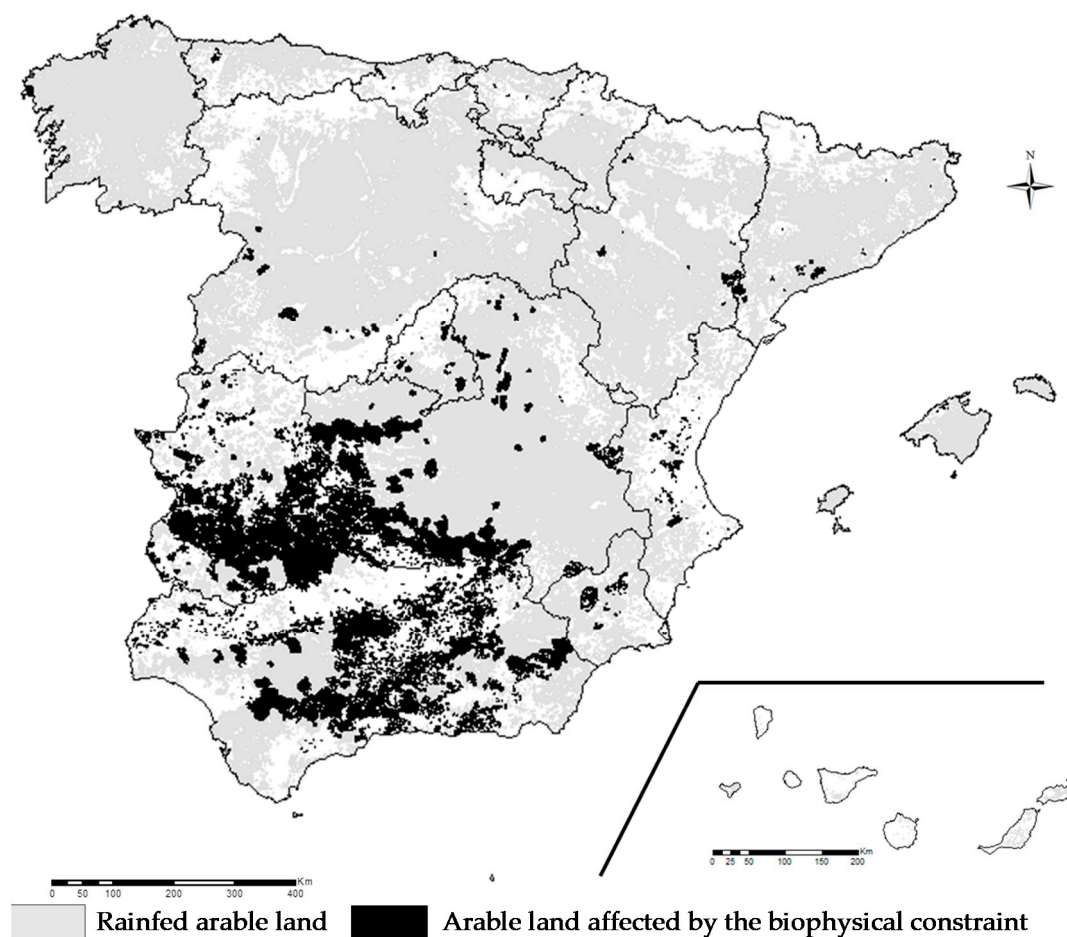 N
Km
0 25 50 100 150 200
Km
0 50 100 200 300 400
Rainfed arable land
Arable land affected by the biophysical constraint